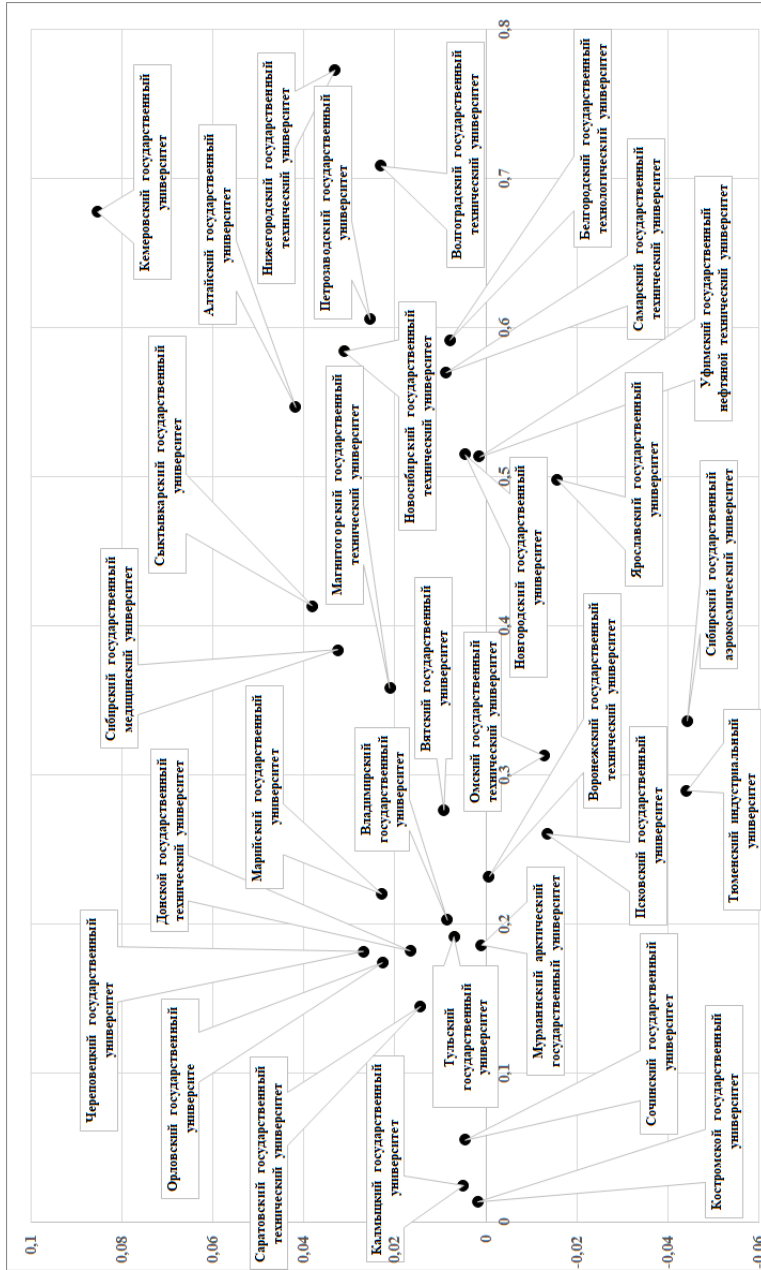 0,1
0,08
0,06
0,04
0,02
0
-0,02
-0,04
-0,06
0
0,1
0,2
0,3
0,4
0,5
0,6
0,7
0,8
Череповецкий государственный
университет
Сибирский государственный
медицинский университет
Кемеровский государственный
университет
Орловский государственный
университе
Донской государственный
технический университет
Сыктывкарский государственный
университет
Алтайский государственный
университет
Саратовский государственный
технический университет
Марийский государственный
университет
Нижегородский государственный
технический университет
Магнитогорский государственный
технический университет
Петрозаводский государственный
университет
Калмыцкий государственный
университет
Владимирский
государственный
университет
Новосибирский государственный
технический университет
Вятский государственный
университет
Волгоградский государственный
технический университет
Тульский
государственный
университет
Омский государственный
технический университет
Новгородский государственный
университет
Мурманнский арктический
государственный университет
Воронежский государственный
технический университет
Белгородский государственный
технологический университет
Ярославский государственный
университет
Самарский государственный
технический университет
Сочинский государственный
университет
Псковский государственный
университет
Сибирский государственный
аэрокосмический университет
Уфимский государственный
нефтяной технический университет
Костромской государственный
университет
Тюменский индустриальный
университет